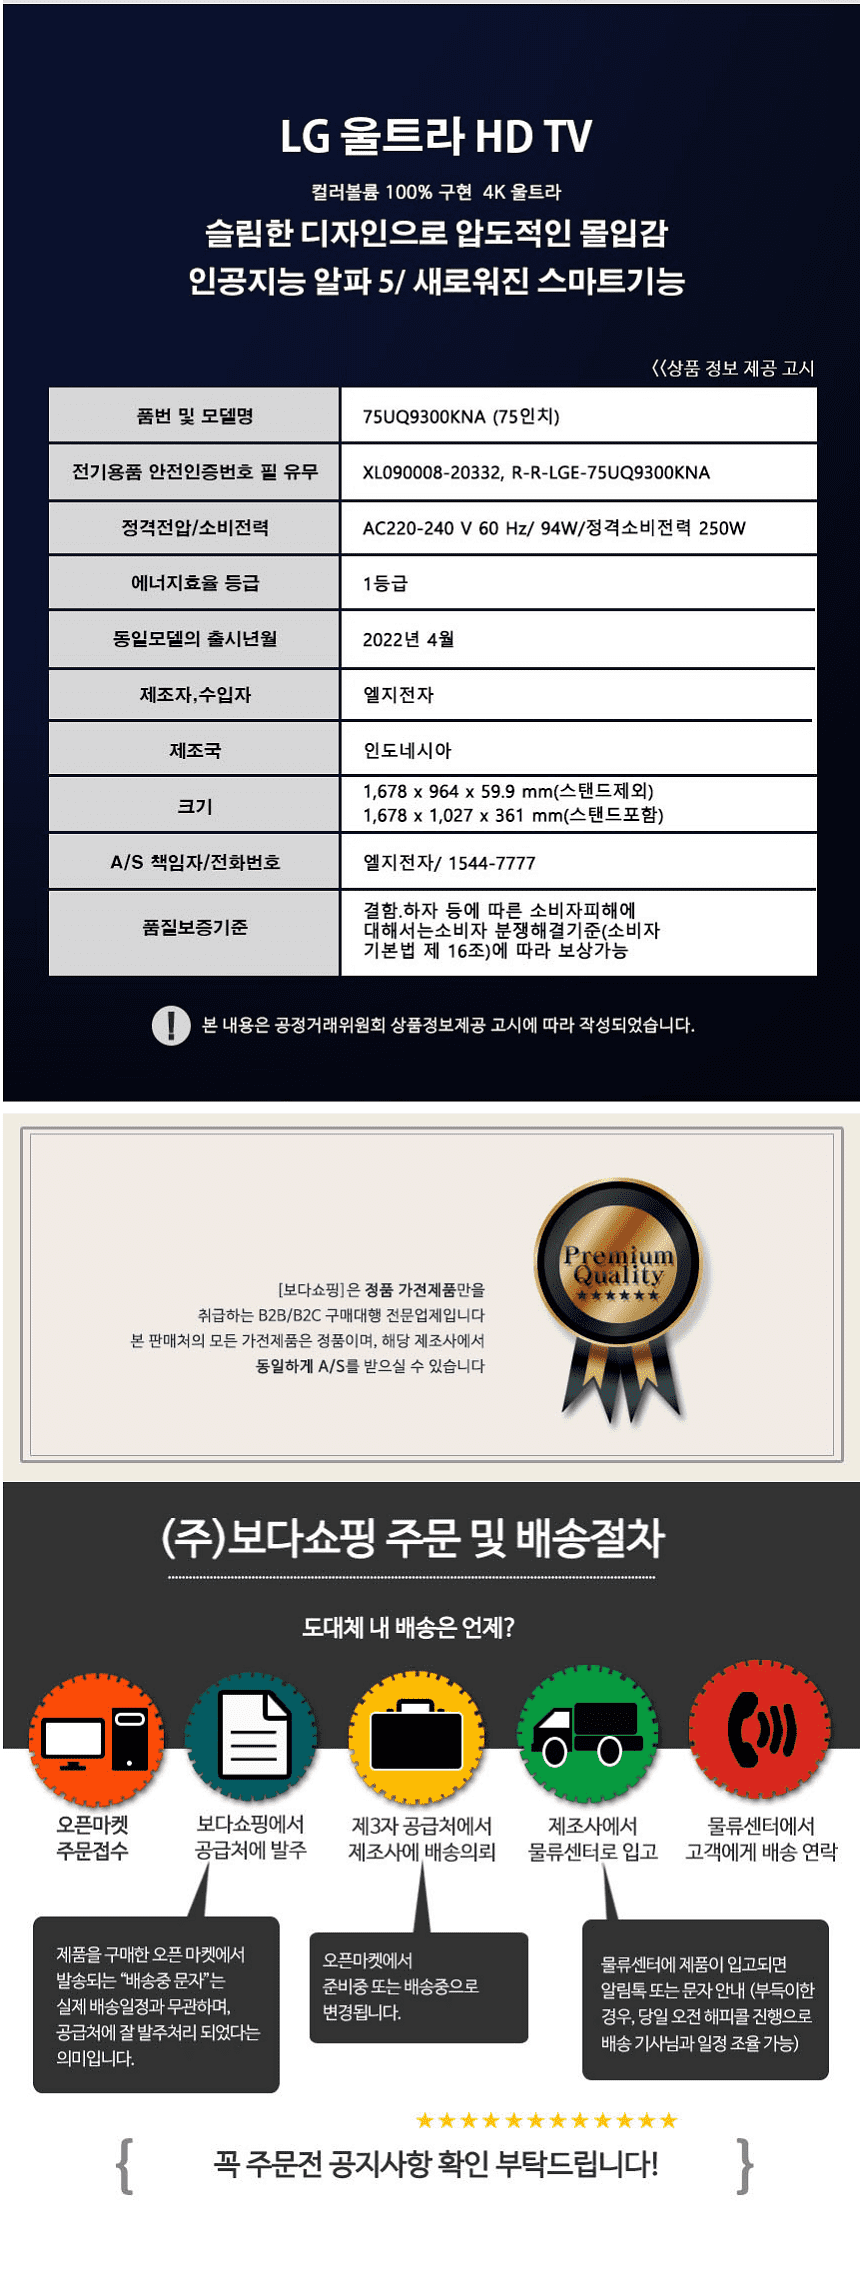 LG 울트라 HD TV
컬러볼륨 100% 구현 4K 울트라
슬림한 디자인으로 압도적인 몰입감
인공지능 알파 5/ 새로워진 스마트기능
<<상품 정보 제공 고시
품번 및 모델명
75UQ9300KNA (75인치)
전기용품 안전인증번호 필 유무
XL090008-20332, R-R-LGE-75UQ9300KNA
정격전압/소비전력
AC220-240 V 60 Hz/ 94W/정격소비전력 250W
에너지효율 등급
1등급
동일모델의 출시년월
2022년 4월
제조자,수입자
엘지전자
제조국
인도네시아
크기
1,678 x 964 x 59.9 mm(스탠드제외)
1,678 x 1,027 x 361 mm(스탠드포함)
A/S 책임자/전화번호
엘지전자/ 1544-7777
품질보증기준
결함.하자 등에 따른 소비자피해에
대해서는소비자 분쟁해결기준(소비자
기본법 제 16조)에 따라 보상가능
! 본 내용은 공정거래위원회 상품정보제공 고시에 따라 작성되었습니다.
Premium
Quality
[보다쇼핑]은 정품 가전제품만을
취급하는 B2B/B2C 구매대행 전문업제입니다
본 판매처의 모든 가전제품은 정품이며, 해당 제조사에서
동일하게 A/S를 받으실 수 있습니다
(주)보다쇼핑 주문 및 배송절차
도대체 내 배송은 언제?
오픈마켓
주문접수
보다쇼핑에서
공급처에 발주
제3자 공급처에서
제조사에 배송의뢰
제조사에서
물류센터로 입고
물류센터에서
고객에게 배송 연락
제품을 구매한 오픈 마켓에서
발송되는 “배송중 문자”는
실제 배송일정과 무관하며,
공급처에 잘 발주처리 되었다는
의미입니다.
오픈마켓에서
준비중 또는 배송중으로
변경됩니다.
물류센터에 제품이 입고되면
알림톡 또는 문자 안내 (부득이한
경우, 당일 오전 해피콜 진행으로
배송 기사님과 일정 조율 가능)
{ 꼭 주문전 공지사항 확인 부탁드립니다! }